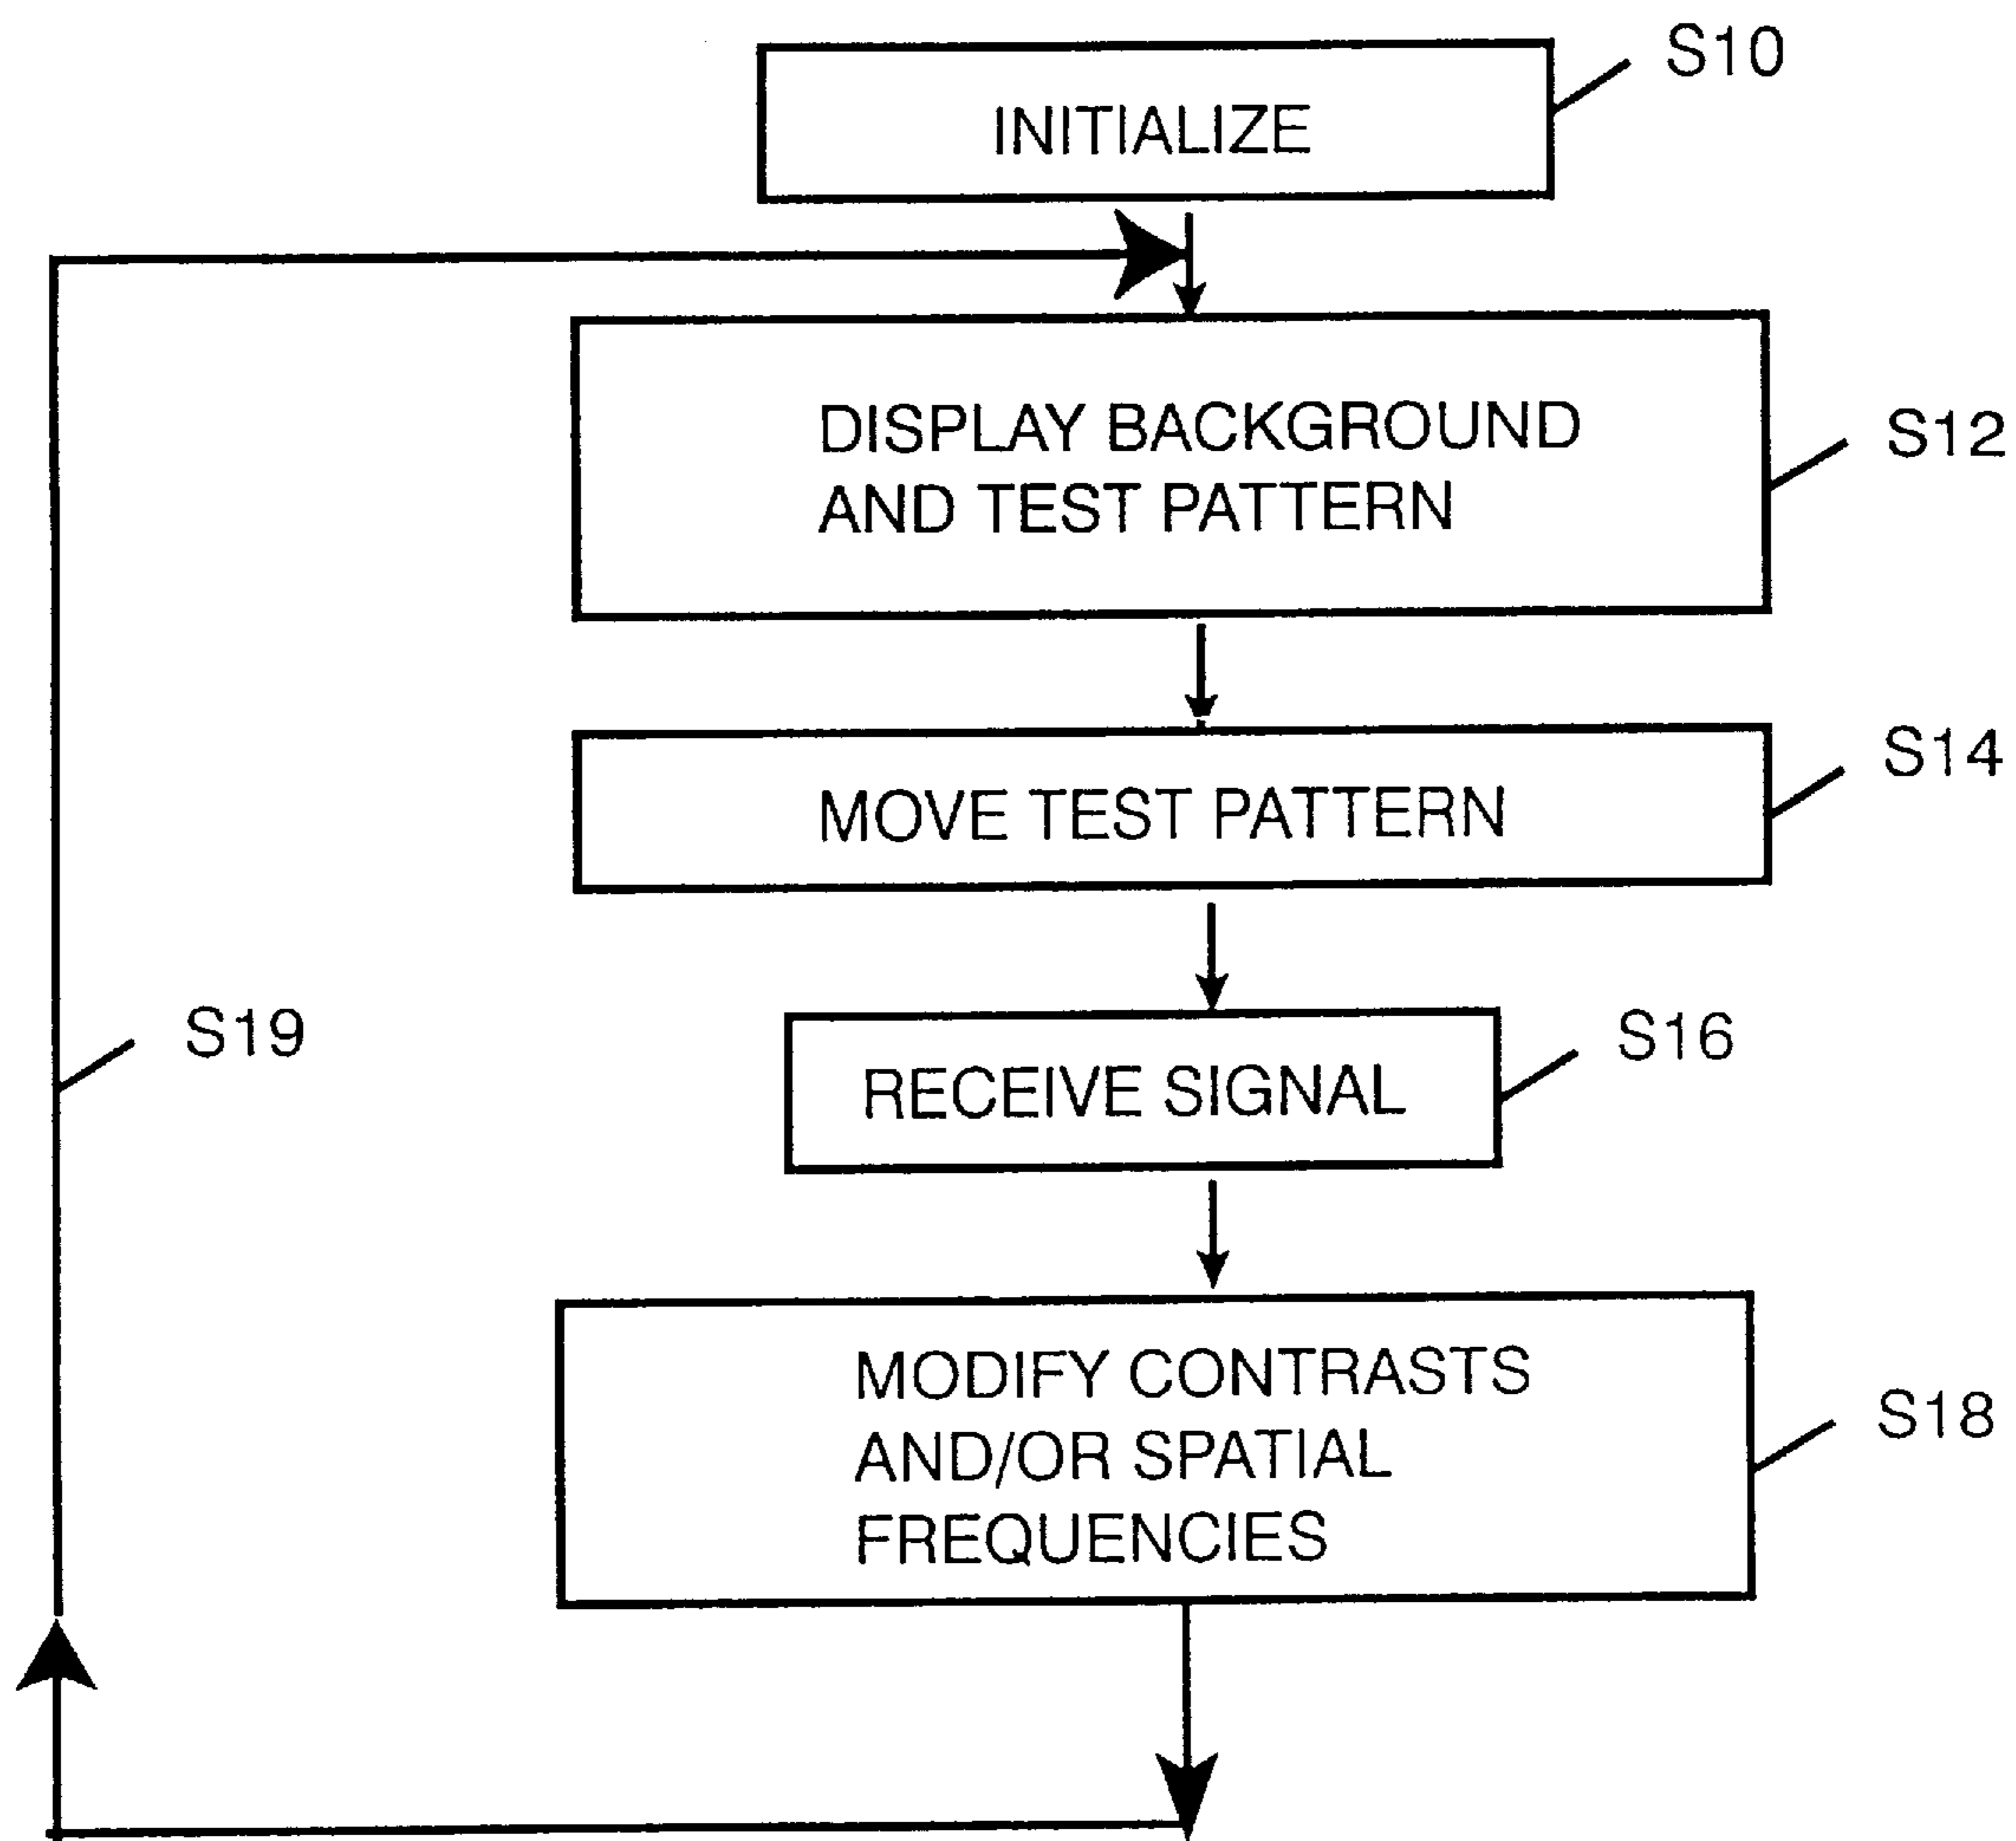 S10
INITIALIZE
DISPLAY BACKGROUND
AND TEST PATTERN
S12
S14
MOVE TEST PATTERN
S19
S16
RECEIVE SIGNAL
MODIFY CONTRASTS
AND/OR SPATIAL
FREQUENCIES
S18